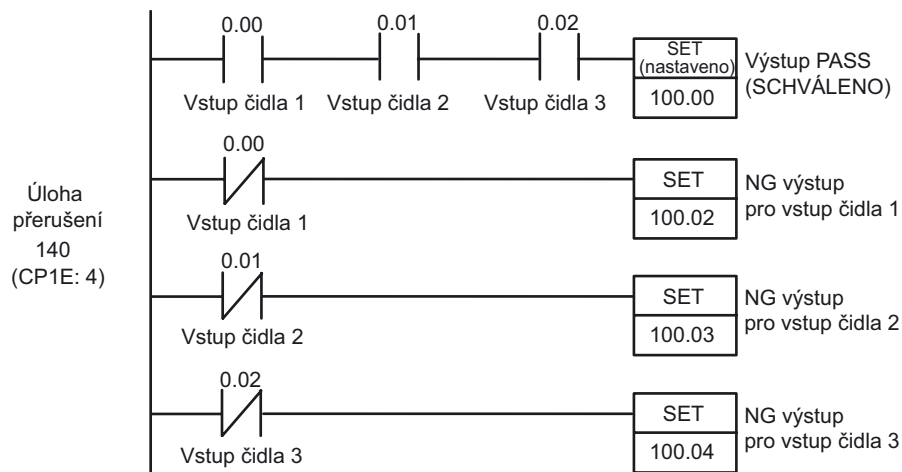 0.00
0.01
0.02
SET
(nastaveno)
100.00
Výstup PASS
(SCHVÁLENO)
Vstup čidla 1
Vstup čidla 2
Vstup čidla 3
Úloha
přerušení
140
(CP1E: 4)
0.00
Vstup čidla 1
SET
100.02
NG výstup
pro vstup čidla 1
0.01
Vstup čidla 2
SET
100.03
NG výstup
pro vstup čidla 2
0.02
Vstup čidla 3
SET
100.04
NG výstup
pro vstup čidla 3